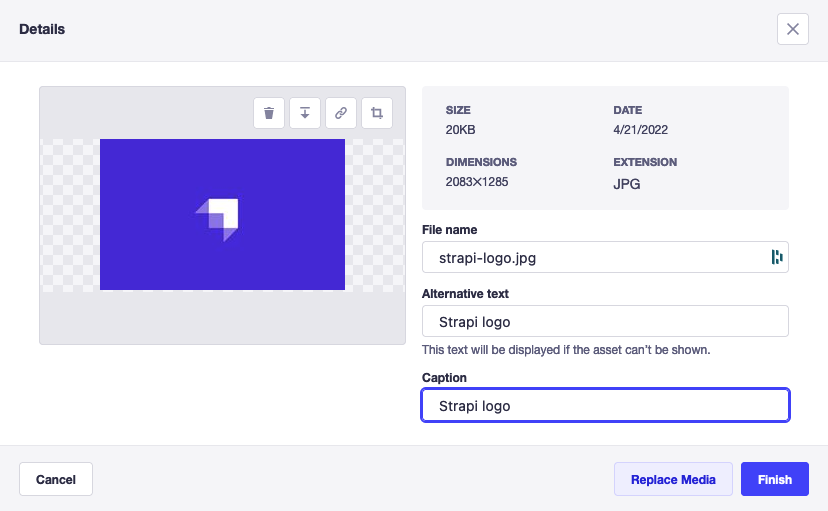 Details
SIZE
DATE
20KB
4/21/2022
DIMENSIONS
EXTENSION
2083✕1285
JPG
File name
strapi-logo.jpg
Alternative text
Strapi logo
This text will be displayed if the asset can't be shown.
Caption
Strapi logo
Cancel
Replace Media
Finish